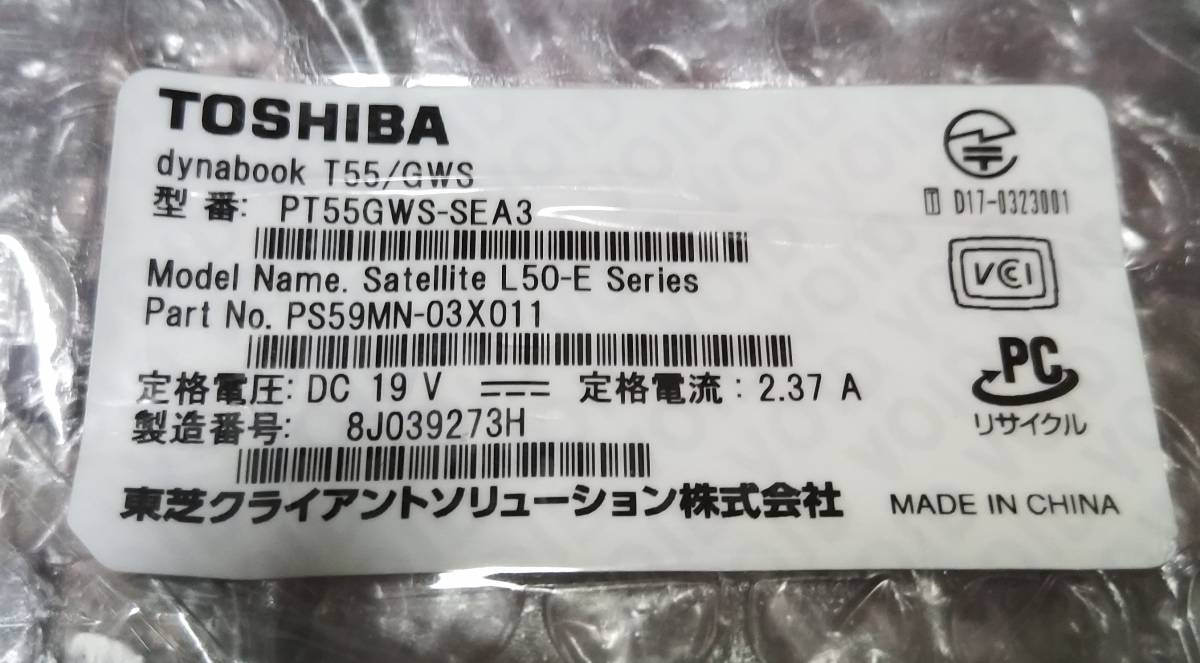 TOSHIBA
dynabook T55/GWS
型 番: PT55GWS-SEA3
Model Name. Satellite L50-E Series
Part No. PS59MN-03X011
定格電圧: DC 19 V 定格電流 : 2.37 A
製造番号: 8J039273H
東芝クライアントソリューション株式会社
MADE IN CHINA
T D17-0323001
VCCI
PC
リサイクル